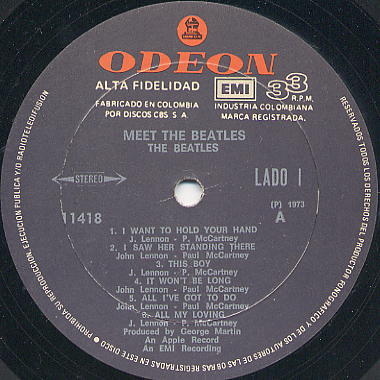 ODEON
ALTA FIDELIDAD
EMI
33
R.P.M.
FABRICADO EN COLOMBIA
POR DISCOS CBS S A
INDUSTRIA COLOMBIANA
MARCA REGISTRADA.
MEET THE BEATLES
THE BEATLES
STEREO
LADO I
11418
(P) 1973
A
1. I WANT TO HOLD YOUR HAND
J. Lennon - P. McCartney
2. I SAW HER STANDING THERE
John Lennon - Paul McCartney
3. THIS BOY
J. Lennon - P. McCartney
4. IT WON'T BE LONG
John Lennon - Paul McCartney
5. ALL I'VE GOT TO DO
John Lennon - Paul McCartney
6. ALL MY LOVING
J. Lennon - P. McCartney
Produced by George Martin
An Apple Record
An EMI Recording
PROHIBIDA SU REPRODUCCION, EJECUCION PUBLICA Y/O RADIOTELEDIFUSION
RESERVADOS TODOS LOS DERECHOS DEL PRODUCTOR FONOGRAFICO Y DE LOS AUTORES DE LAS OBRAS REGISTRADAS EN ESTE DISCO